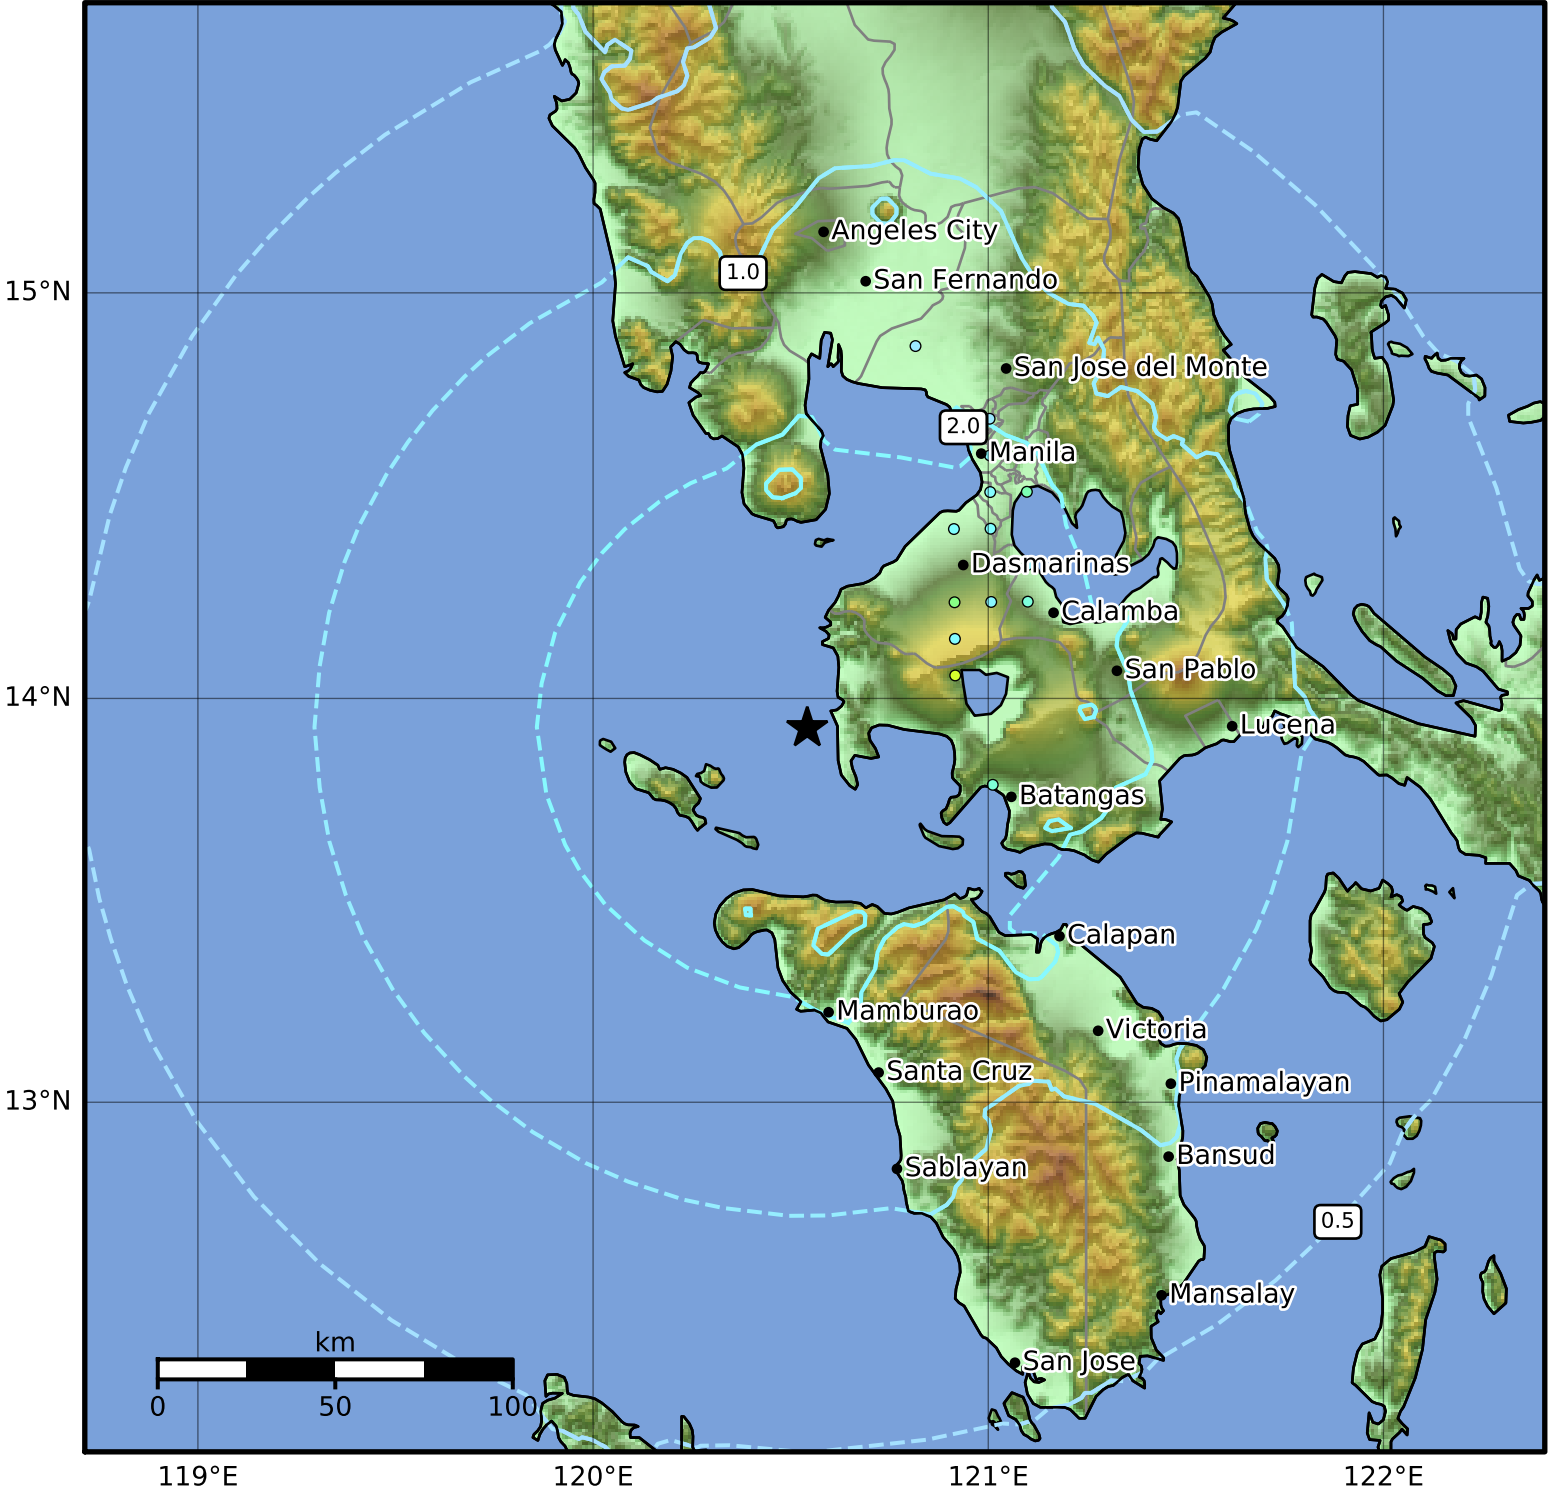 Angeles City
15°N
1.0
San Fernando
San Jose del Monte
2.0
Manila
Dasmarinas
Calamba
San Pablo
14°N
Lucena
Batangas
Calapan
Mamburao
Victoria
Santa Cruz
Pinamalayan
13°N
Bansud
Sablayan
0.5
Mansalay
km
San Jose
0 50 100
119°E 120°E 121°E 122°E